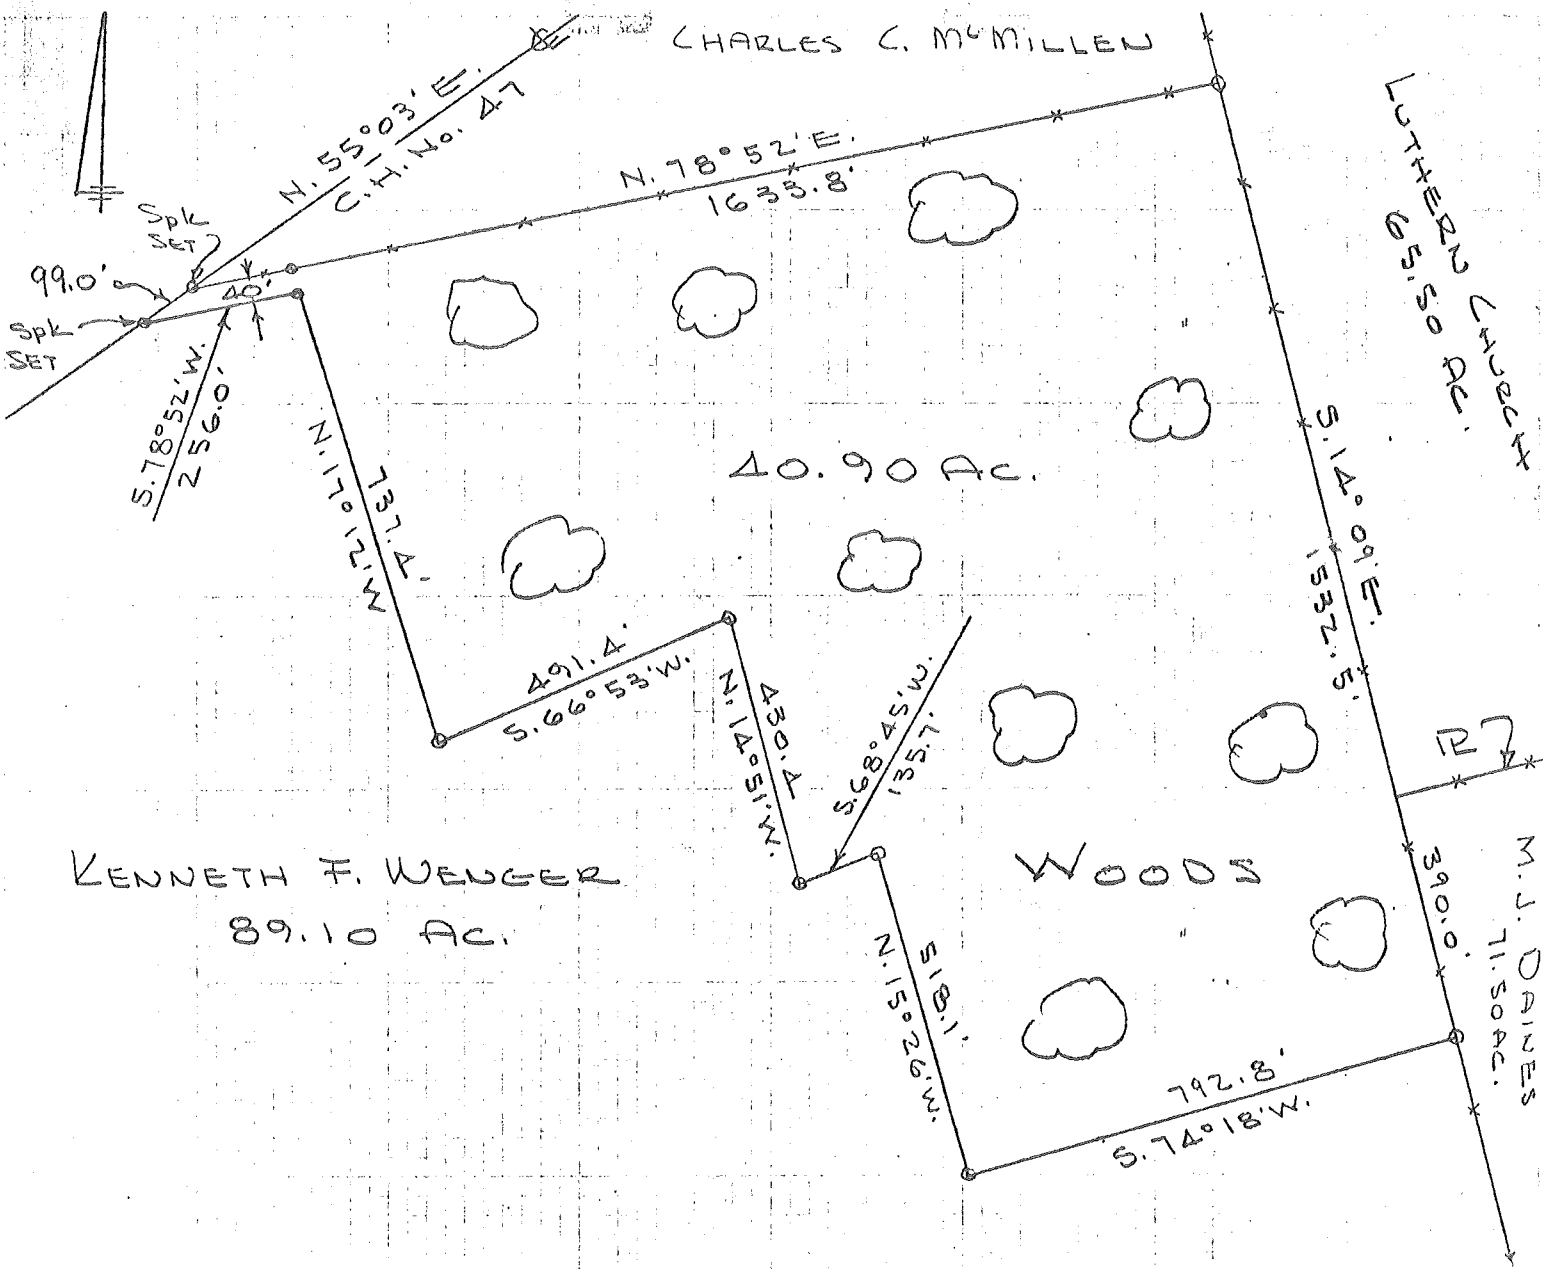 CHARLES C. McMILLEN
N. 55°03' E.
C.H. No. 47
N. 78°52' E.
1633.8'
Spk
SET
99.0'
40'
Spk
SET
S. 78°52' W.
256.0'
LUTHERN CHURCH
65.50 AC.
N. 17°12' W
737.4'
40.90 AC.
S. 14°09' E.
1532.5'
491.4'
S. 66°53' W.
N. 14°51' W.
430.4
S. 68°45' W.
135.7'
KENNETH F. WENGER
89.10 AC.
WOODS
390.0'
M. J. DAINES
71.50 AC.
N. 15°26' W.
518.1'
792.8'
S. 74°18' W.